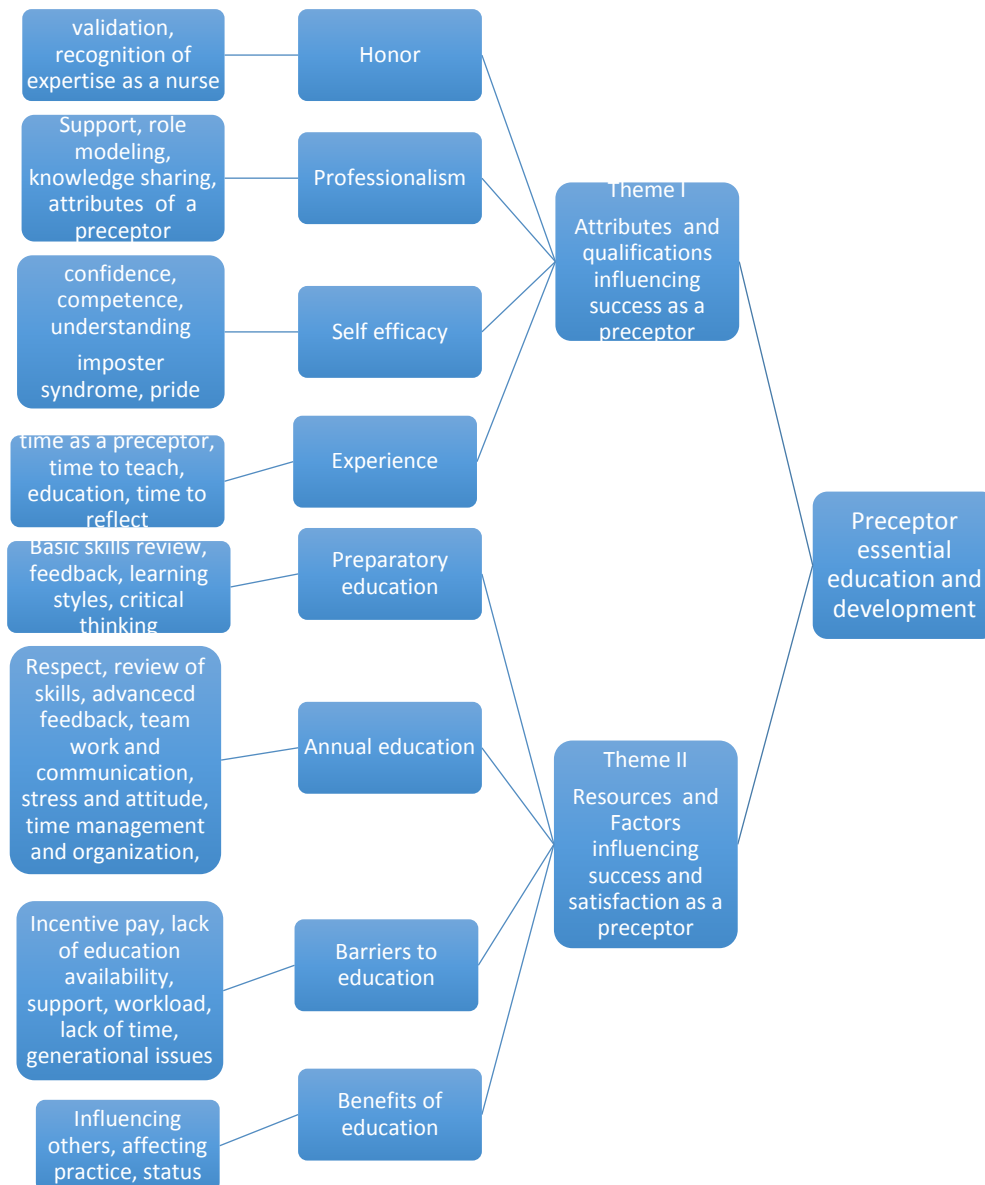 validation,
recognition of
expertise as a nurse
Honor
Support, role
modeling,
knowledge sharing,
attributes of a
preceptor
Professionalism
confidence,
competence,
understanding
imposter
syndrome, pride
Self efficacy
time as a preceptor,
time to teach,
education, time to
reflect
Experience
Theme I
Attributes and
qualifications
influencing
success as a
preceptor
Basic skills review,
feedback, learning
styles, critical
thinking
Preparatory
education
Respect, review of
skills, advancecd
feedback, team
work and
communication,
stress and attitude,
time management
and organization,
Annual education
Incentive pay, lack
of education
availability,
support, workload,
lack of time,
generational issues
Barriers to
education
Influencing
others, affecting
practice, status
Benefits of
education
Theme II
Resources and
Factors
influencing
success and
satisfaction as a
preceptor
Preceptor
essential
education and
development